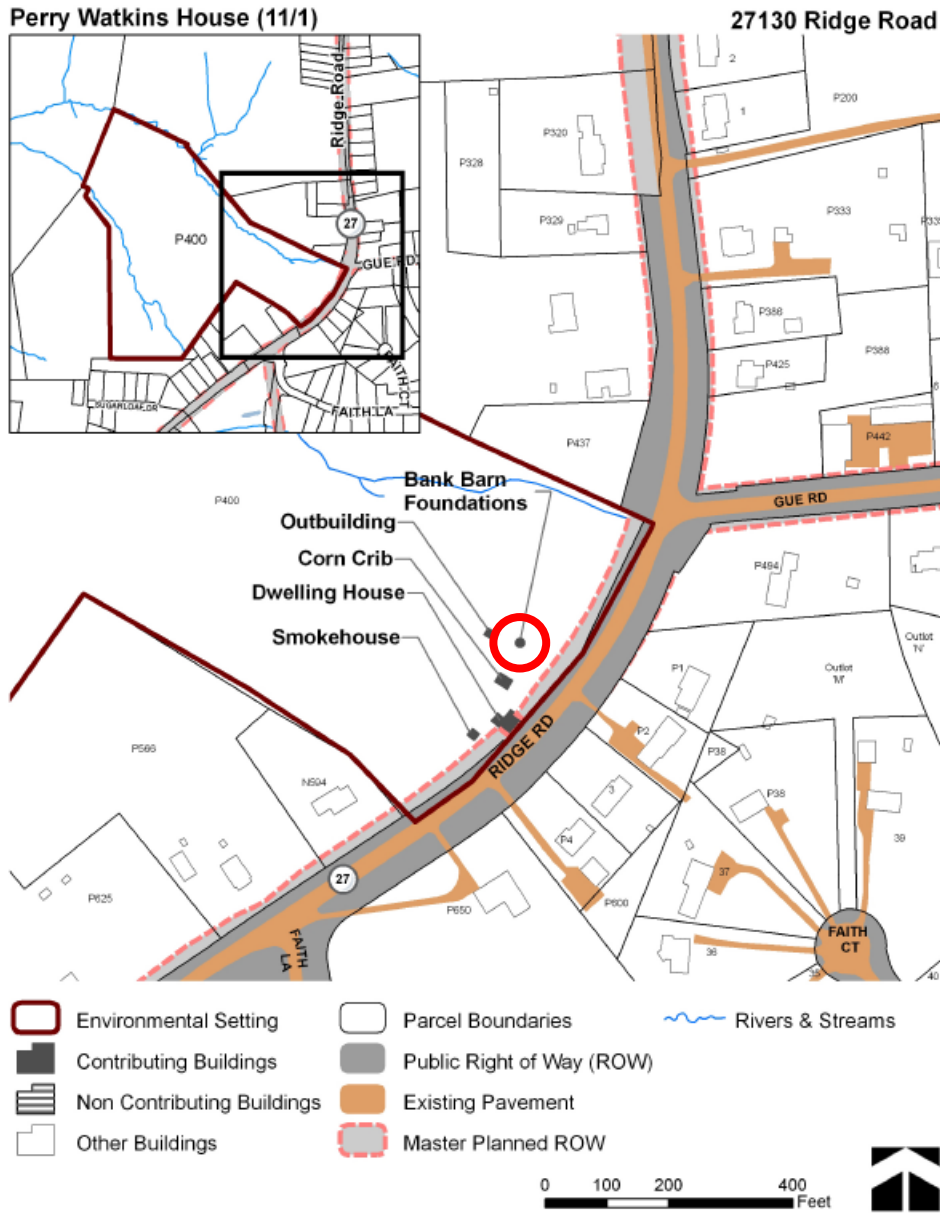 Perry Watkins House (11/1)
27130 Ridge Road
Ridge Road
27
P400
GUE RD
FAITH CT
FAITH LA
SUGARLOAF DR
2
1
P200
P320
P328
P329
P333
P386
P388
P425
P442
P437
GUE RD
P400
Bank Barn
Foundations
Outbuilding
Corn Crib
Dwelling House
Smokehouse
P494
1
Outlot
'N'
Outlot
'M'
P1
P2
P38
RIDGE RD
3
P4
P38
39
P566
N594
P600
37
27
P650
P625
FAITH
LA
36
35
FAITH
CT
40
Environmental Setting
Parcel Boundaries
Rivers & Streams
Contributing Buildings
Public Right of Way (ROW)
Non Contributing Buildings
Existing Pavement
Other Buildings
Master Planned ROW
0 100 200 400
Feet